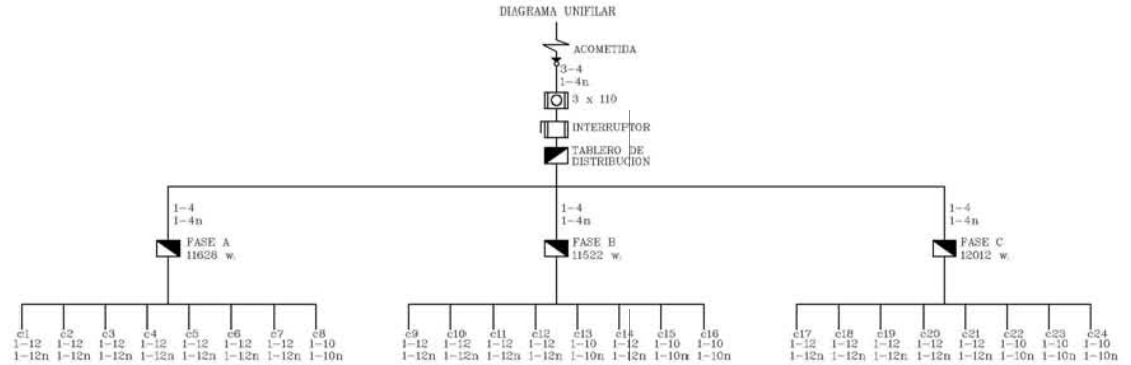 DIAGRAMA UNIFILAR
ACOMETIDA
3-4
1-4n
3 x 110
INTERRUPTOR
TABLERO DE
DISTRIBUCION
1-4
1-4n
FASE A
11628 w.
1-4
1-4n
FASE B
11522 w.
1-4
1-4n
FASE C
12012 w.
c1 c2 c3 c4 c5 c6 c7 c8
1-12 1-12 1-12 1-12 1-12 1-12 1-12 1-10
1-12n 1-12n 1-12n 1-12n 1-12n 1-12n 1-12n 1-10n
c9 c10 c11 c12 c13 c14 c15 c16
1-12 1-12 1-12 1-12 1-10 1-12 1-10 1-10
1-12n 1-12n 1-12n 1-12n 1-10n 1-12n 1-10n 1-10n
c17 c18 c19 c20 c21 c22 c23 c24
1-12 1-12 1-12 1-12 1-12 1-10 1-10 1-10
1-12n 1-12n 1-12n 1-12n 1-12n 1-10n 1-10n 1-10n